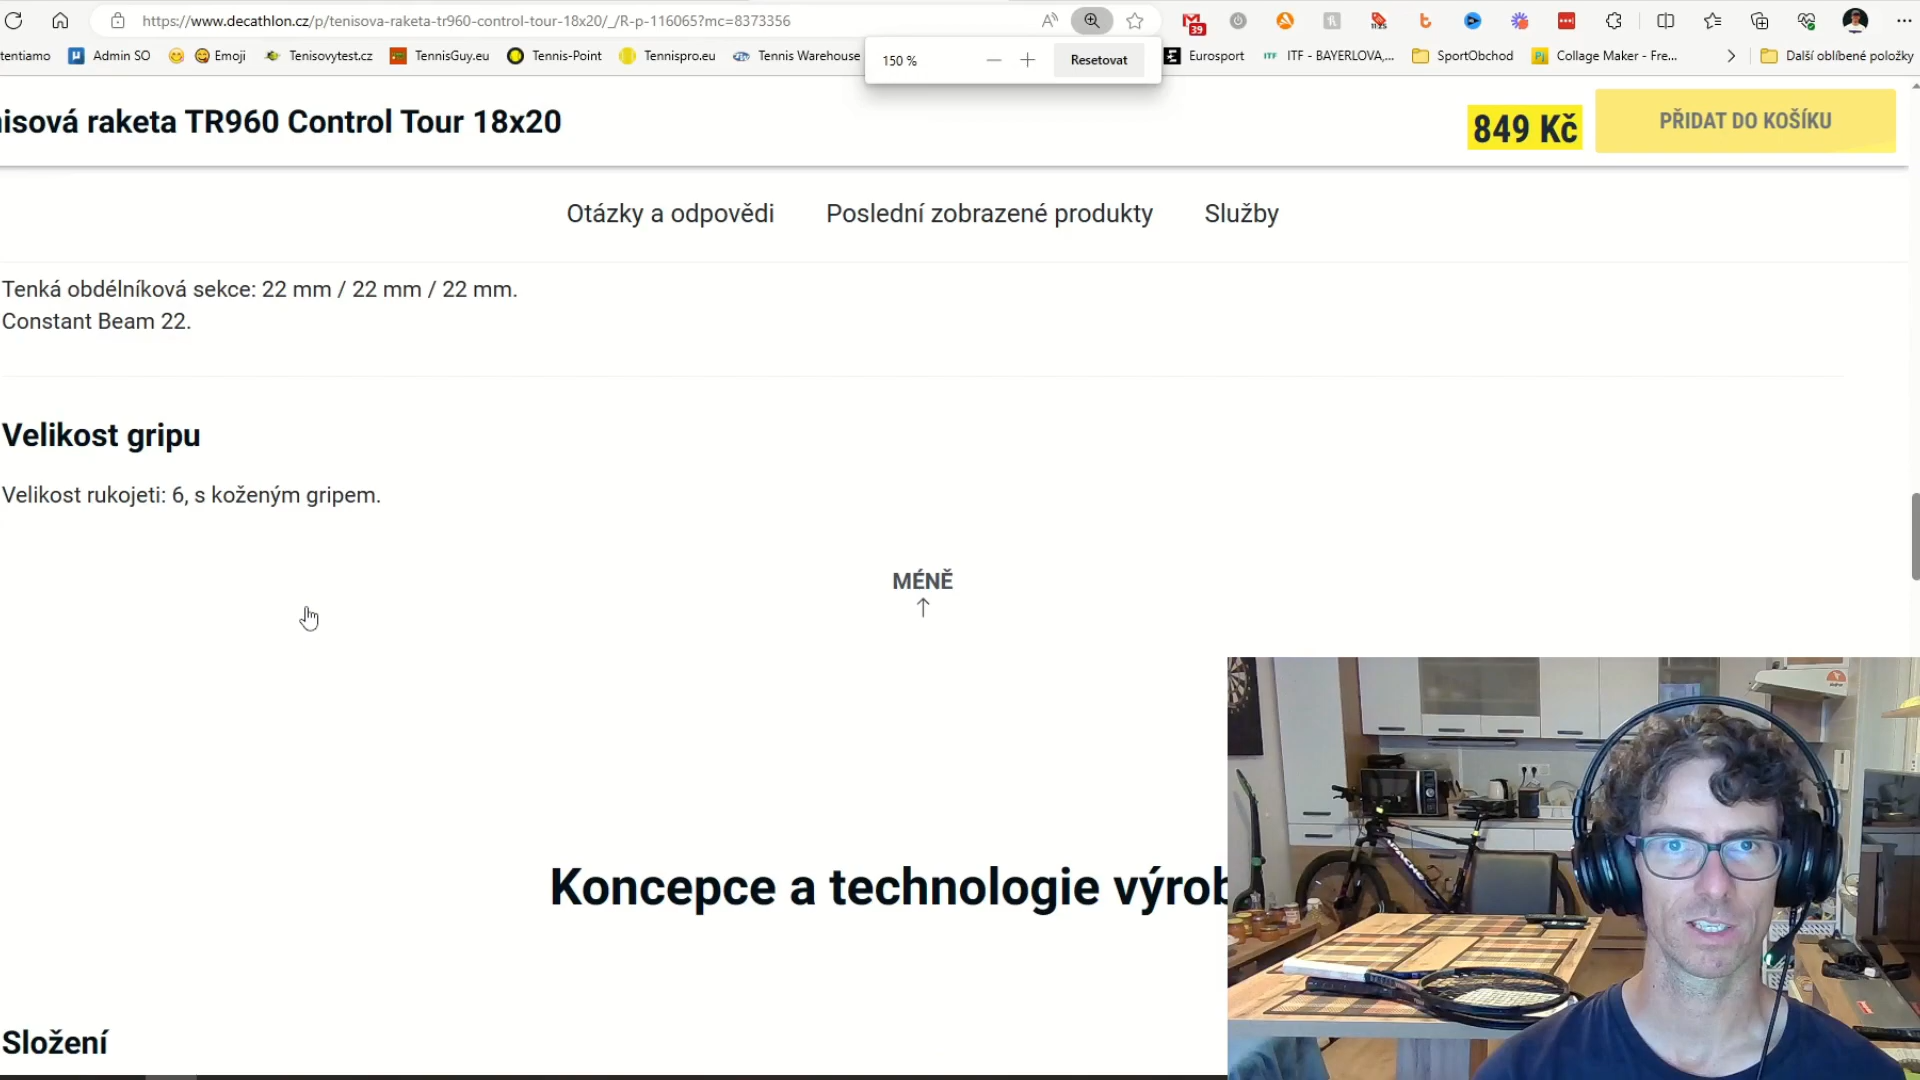 https://www.decathlon.cz/p/tenisova-raketa-tr960-control-tour-18x20/_/R-p-116065?mc=8373356
39
tentiamo
Admin SO
Emoji
Tenisovytest.cz
TennisGuy.eu
Tennis-Point
Tennispro.eu
Tennis Warehouse
Eurosport
ITF - BAYERLOVA,...
SportObchod
Collage Maker - Fre...
Další oblíbené položky
150 %
Resetovat
nisová raketa TR960 Control Tour 18x20
849 Kč
PŘIDAT DO KOŠÍKU
Otázky a odpovědi
Poslední zobrazené produkty
Služby
Tenká obdélníková sekce: 22 mm / 22 mm / 22 mm.
Constant Beam 22.
Velikost gripu
Velikost rukojeti: 6, s koženým gripem.
MÉNĚ
Koncepce a technologie výrob
Složení